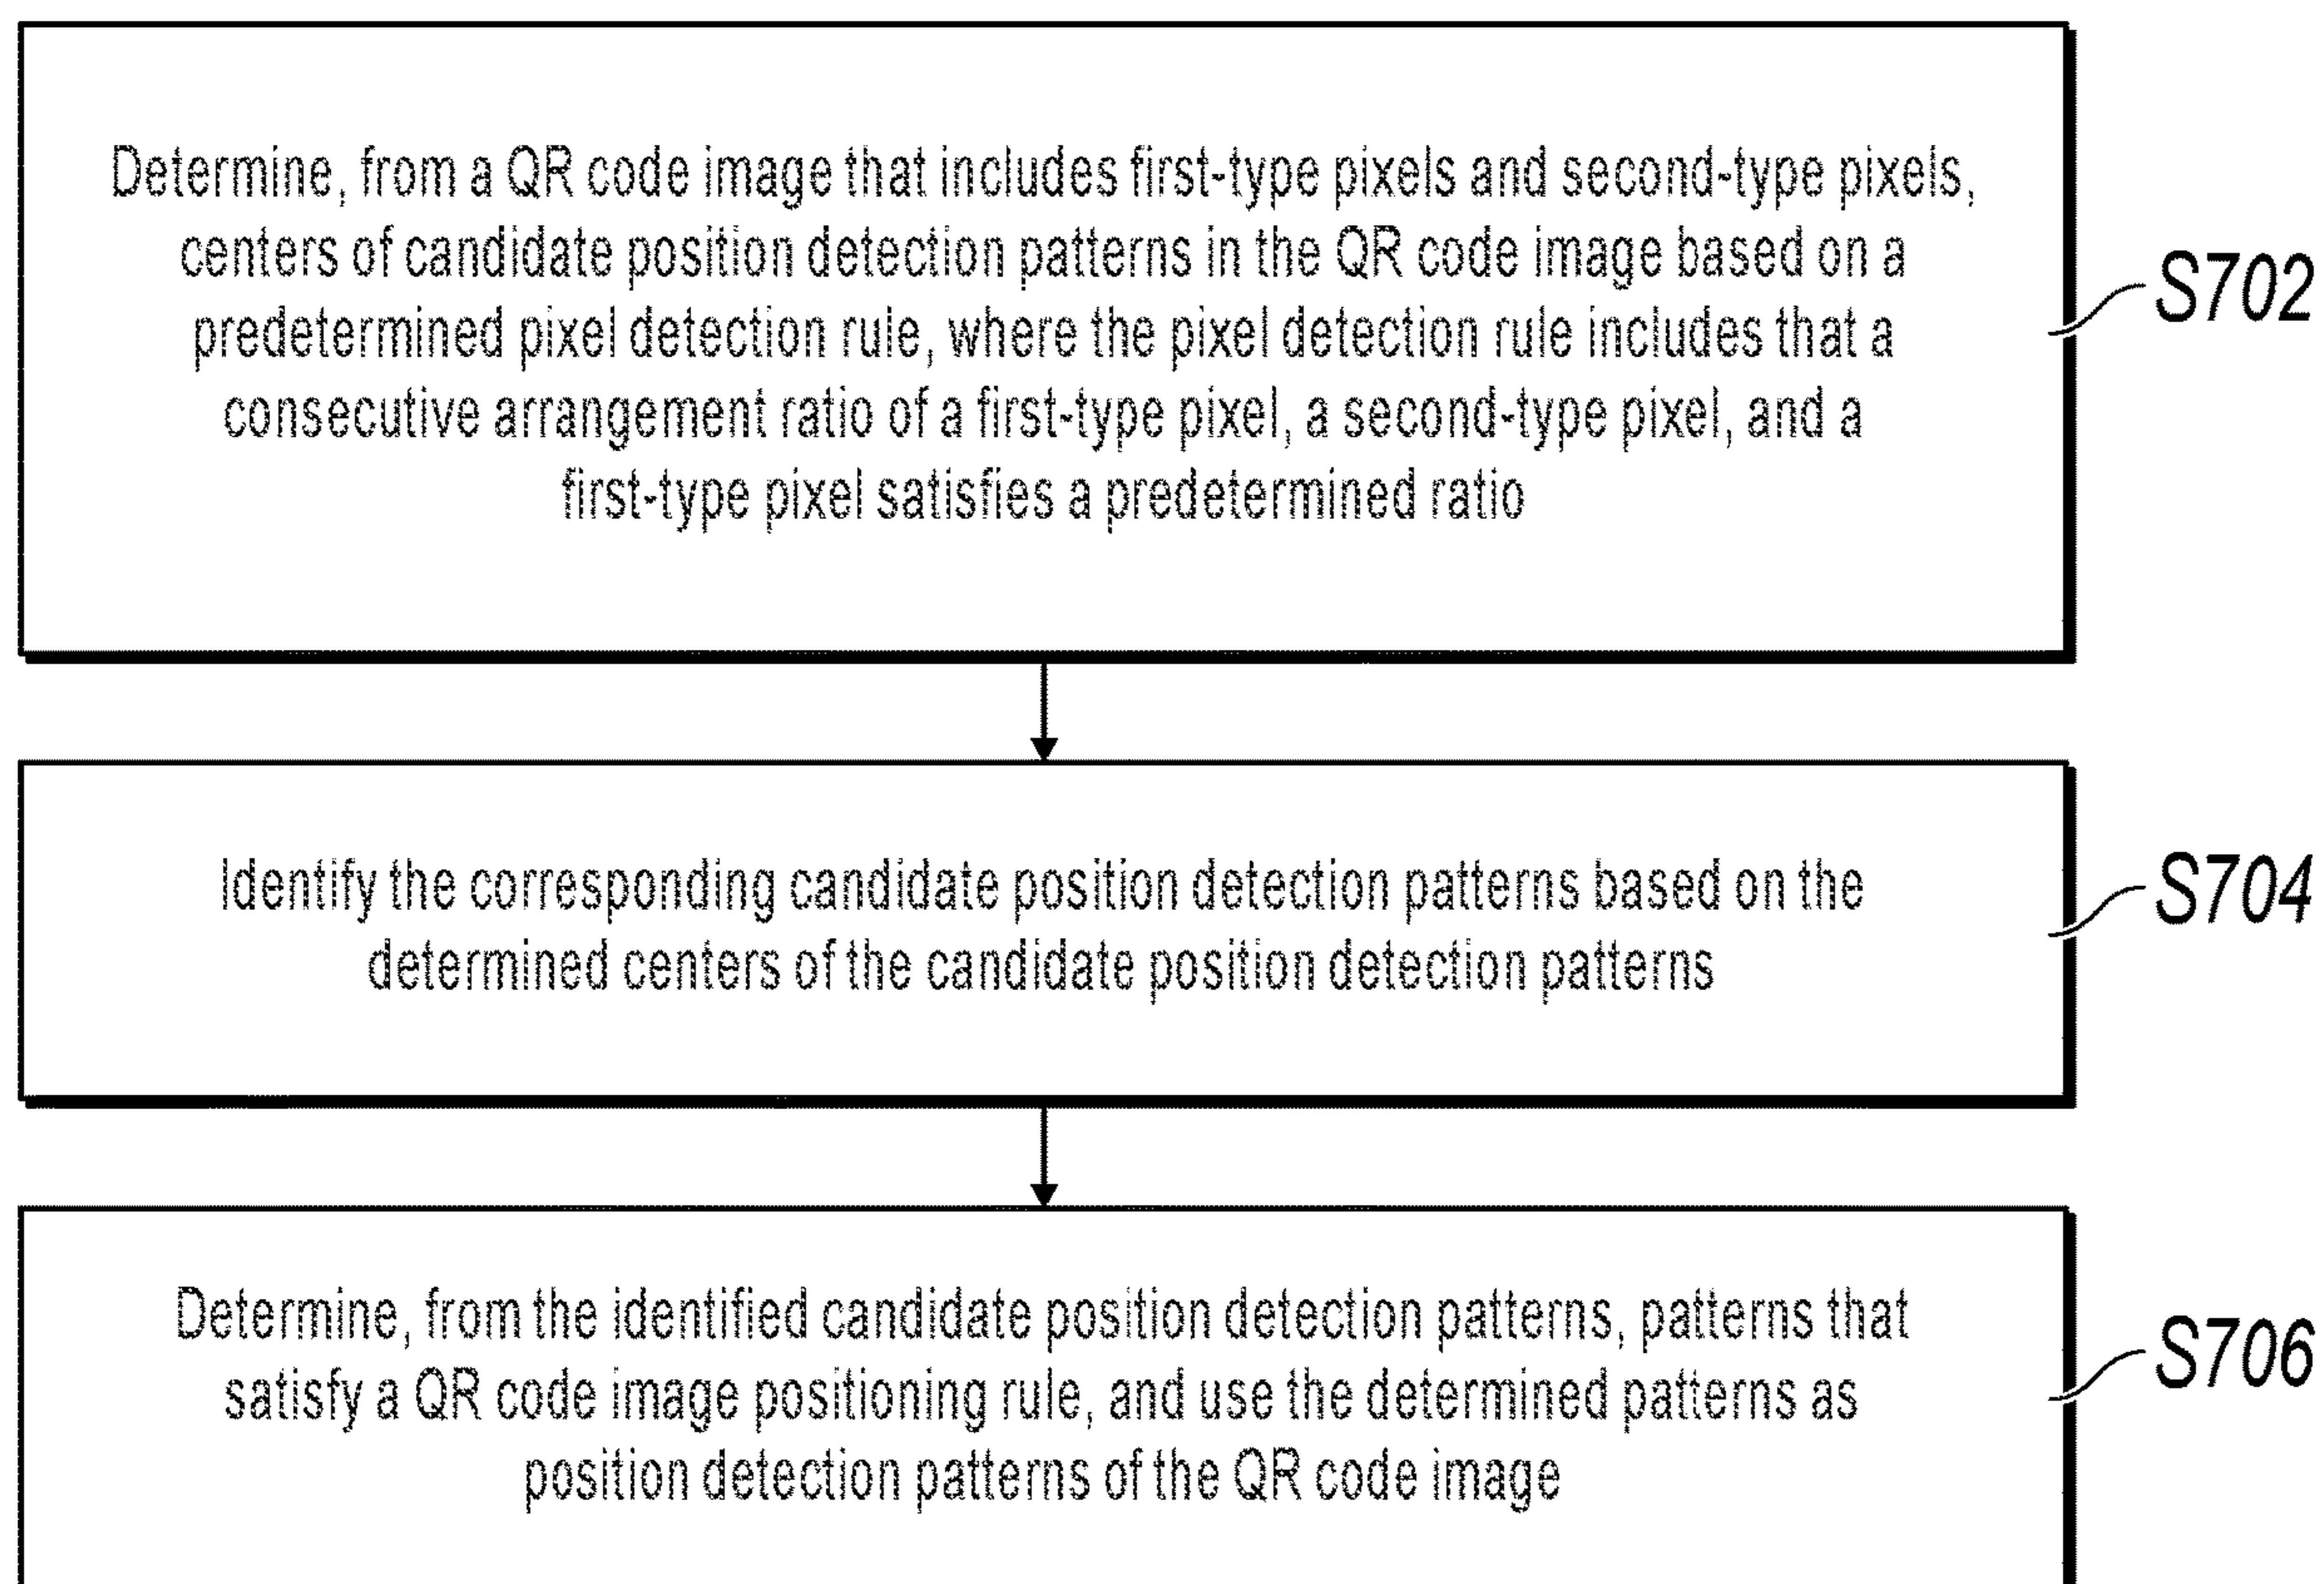 Determine, from a QR code image that includes first-type pixels and second-type pixels,
centers of candidate position detection patterns in the QR code image based on a
predetermined pixel detection rule, where the pixel detection rule includes that a
consecutive arrangement ratio of a first-type pixel, a second-type pixel, and a
first-type pixel satisfies a predetermined ratio
S702
Identify the corresponding candidate position detection patterns based on the
determined centers of the candidate position detection patterns
S704
Determine, from the identified candidate position detection patterns, patterns that
satisfy a QR code image positioning rule, and use the determined patterns as
position detection patterns of the QR code image
S706